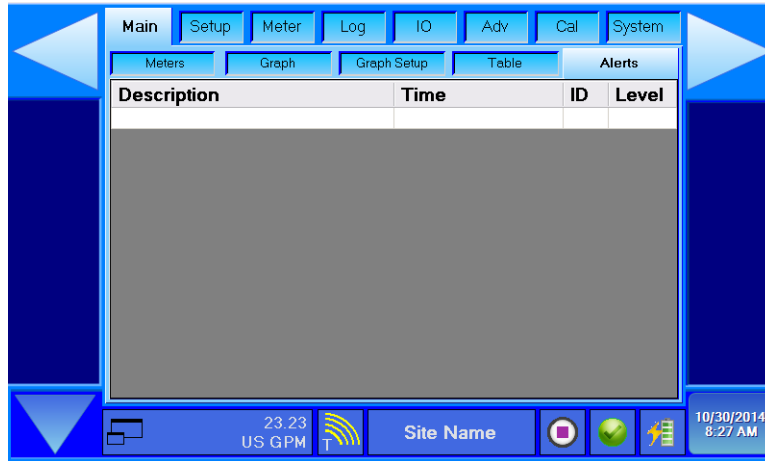 Main Setup Meter Log IO Adv Cal System
Meters Graph Graph Setup Table Alerts
Description Time ID Level
23.23
US GPM
T
Site Name
10/30/2014
8:27 AM